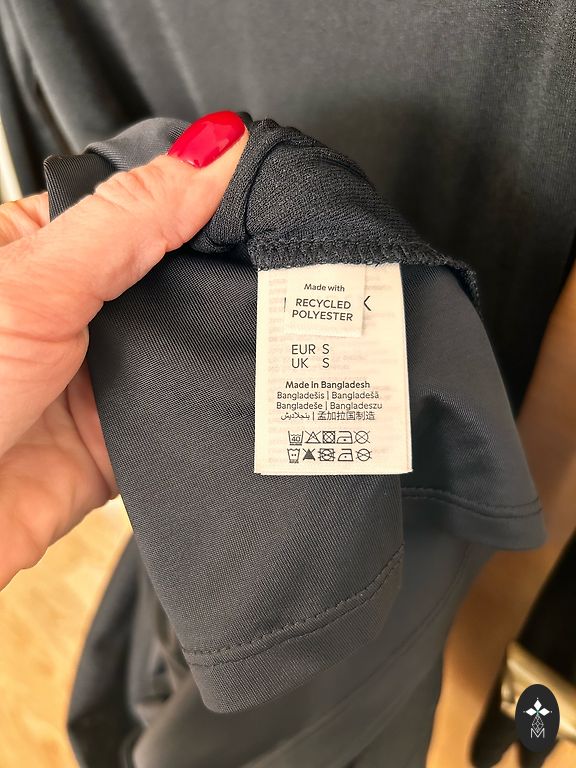 Made with
RECYCLED
POLYESTER
EUR S
UK S
Made in Bangladesh
Bangladešis | Bangladešā
Bangladeše | Bangladeszu
بنجلاديش | 孟加拉国制造
40
M